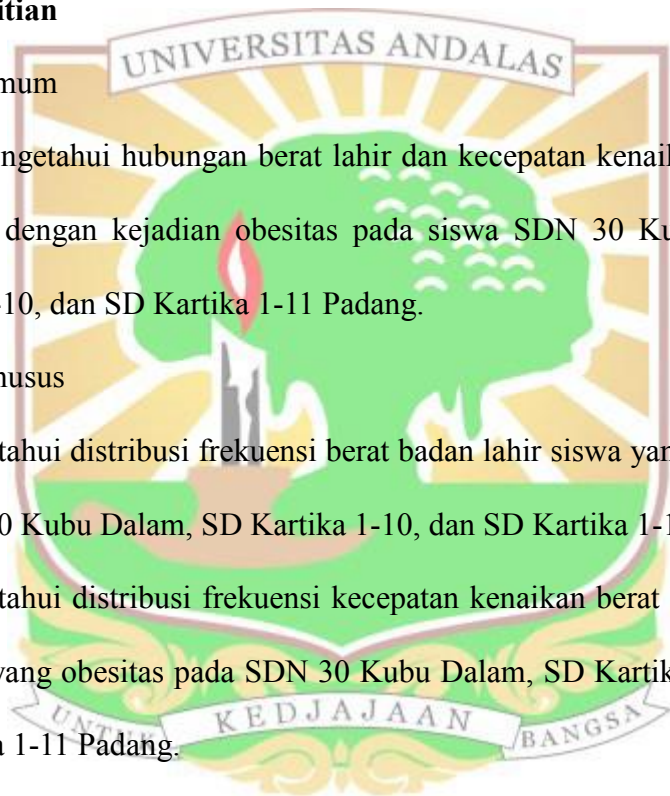 itian
UNIVERSITAS ANDALAS
mum
ngetahui hubungan berat lahir dan kecepatan kenaik
dengan kejadian obesitas pada siswa SDN 30 Ku
-10, dan SD Kartika 1-11 Padang.
husus
tahui distribusi frekuensi berat badan lahir siswa yan
0 Kubu Dalam, SD Kartika 1-10, dan SD Kartika 1-1
tahui distribusi frekuensi kecepatan kenaikan berat
yang obesitas pada SDN 30 Kubu Dalam, SD Kartik
UNTUK KEDJAJAAN BANGSA
a 1-11 Padang.